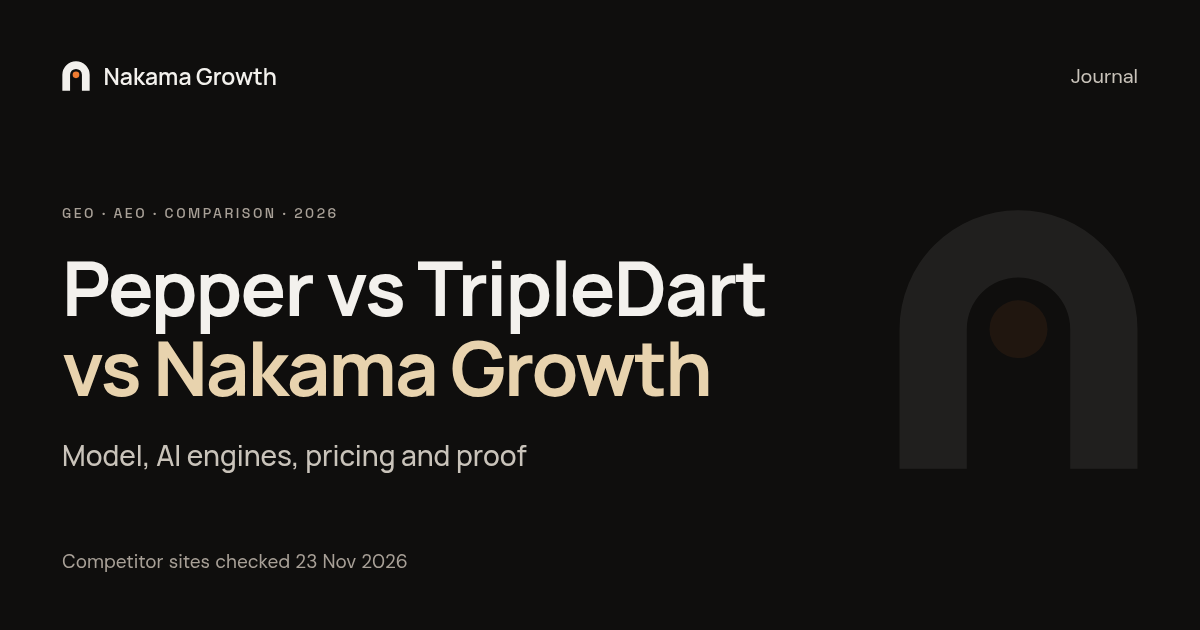 Nakama Growth
Journal
GEO · AEO · COMPARISON · 2026
Pepper vs TripleDart
vs Nakama Growth
Model, AI engines, pricing and proof
Competitor sites checked 23 Nov 2026